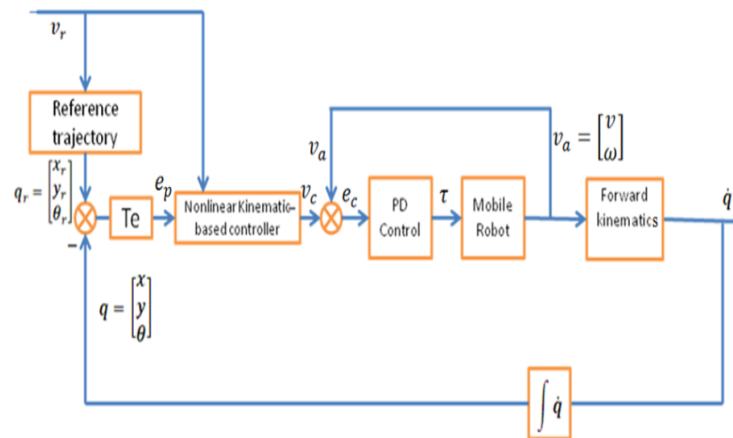 v_r
Reference
trajectory
q_r = [x_r y_r θ_r]
−
Te
e_p
Nonlinear Kinematic–
based controller
v_c
v_a
e_c
PD
Control
τ
Mobile
Robot
v_a = [v ω]
Forward
kinematics
q̇
q = [x y θ]
∫ q̇